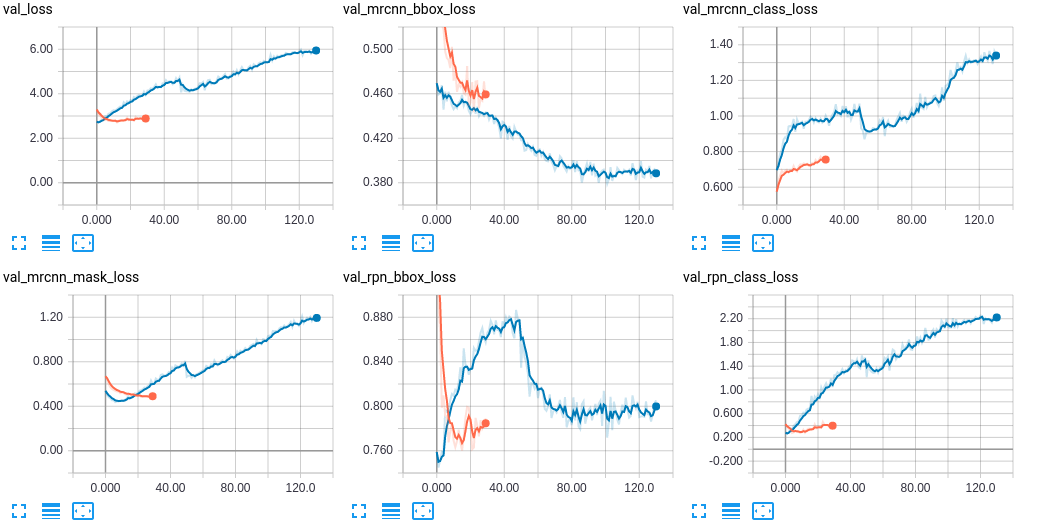 val_loss
6.00
4.00
2.00
0.00
0.000 40.00 80.00 120.0
val_mrcnn_bbox_loss
0.500
0.460
0.420
0.380
0.000 40.00 80.00 120.0
val_mrcnn_class_loss
1.40
1.20
1.00
0.800
0.600
0.000 40.00 80.00 120.0
val_mrcnn_mask_loss
1.20
0.800
0.400
0.00
0.000 40.00 80.00 120.0
val_rpn_bbox_loss
0.880
0.840
0.800
0.760
0.000 40.00 80.00 120.0
val_rpn_class_loss
2.20
1.80
1.40
1.00
0.600
0.200
-0.200
0.000 40.00 80.00 120.0